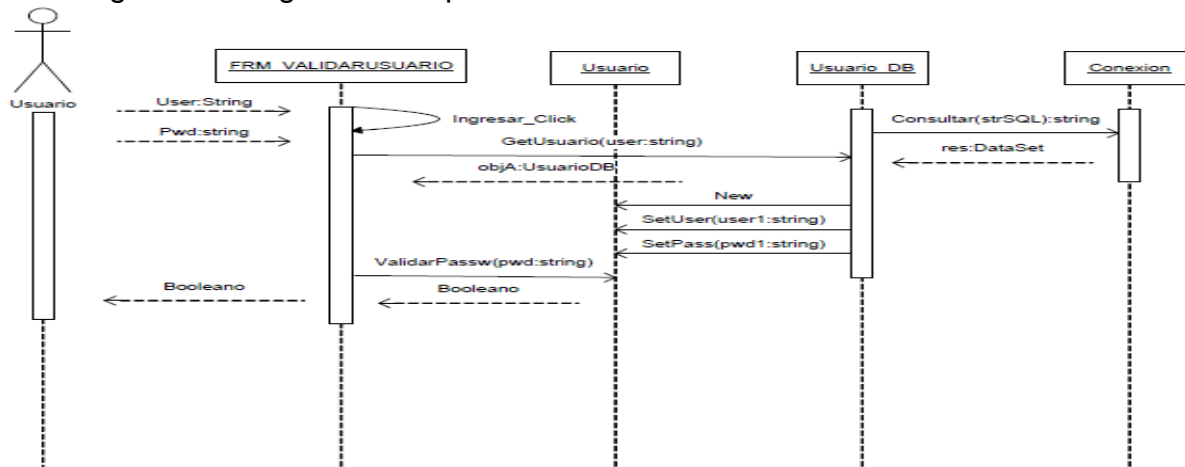 FRM_VALIDARUSUARIO
Usuario
Usuario_DB
Conexion
Usuario
User:String
Pwd:string
Ingresar_Click
Consultar(strSQL):string
GetUsuario(user:string)
res:DataSet
objA:UsuarioDB
New
SetUser(user1:string)
SetPass(pwd1:string)
ValidarPassw(pwd:string)
Booleano
Booleano